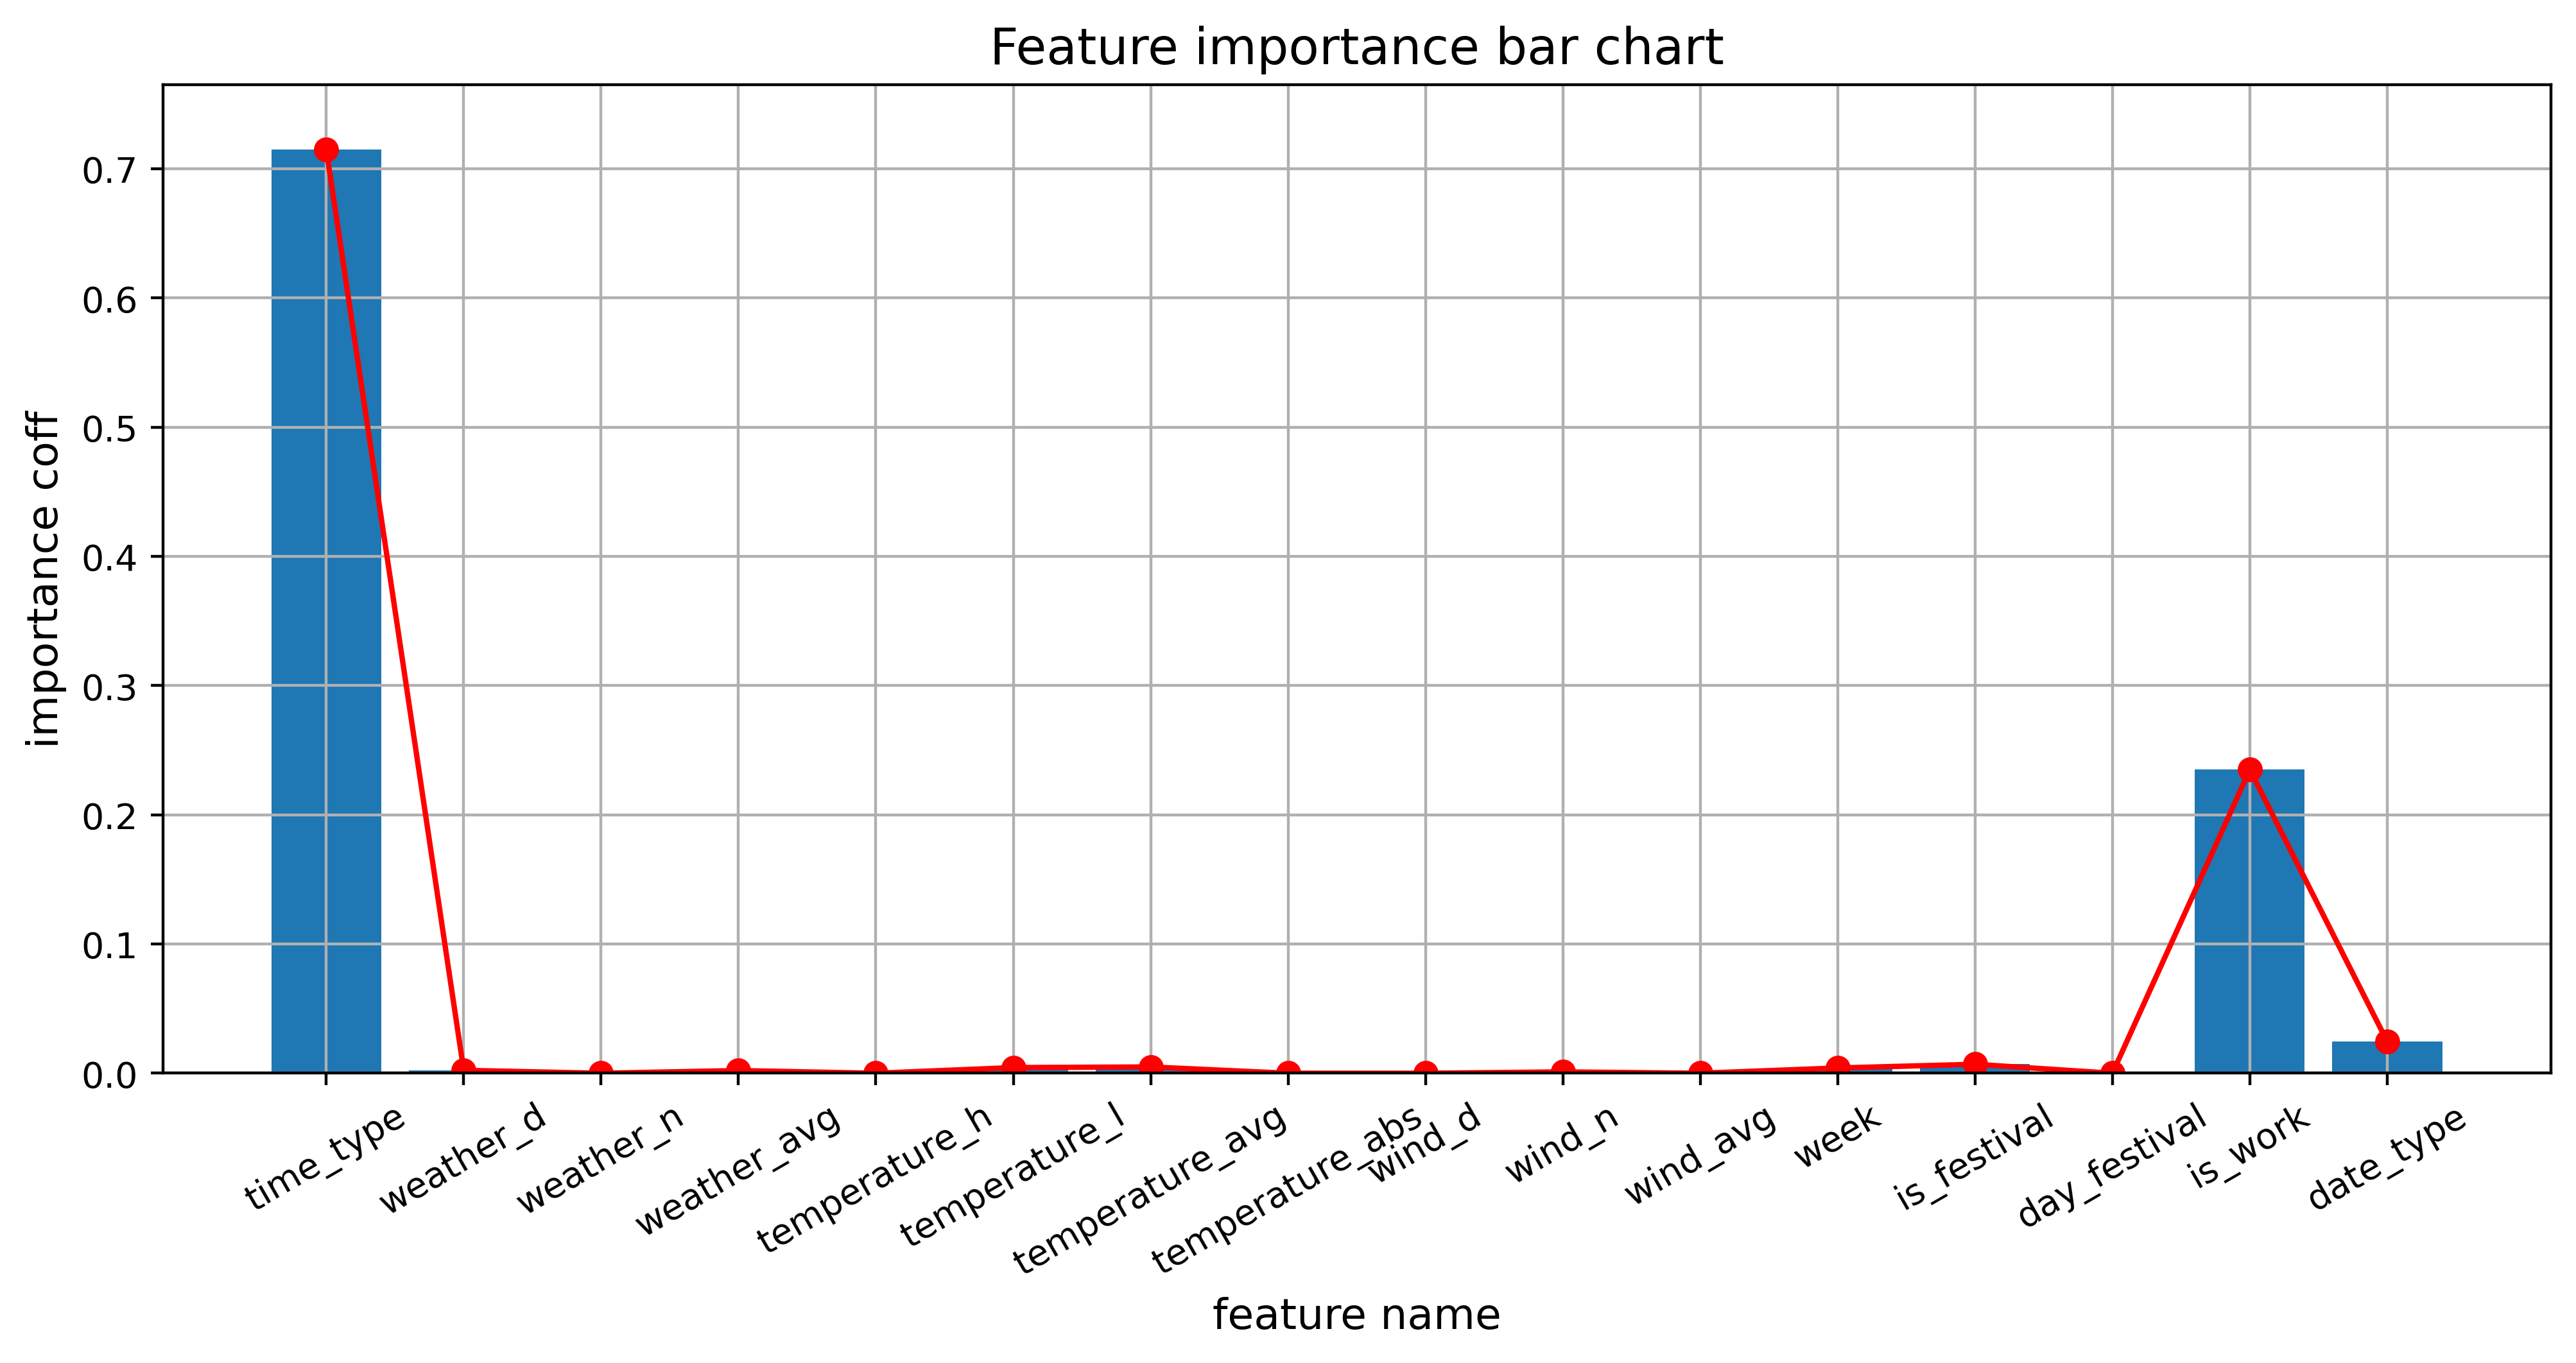 Feature importance bar chart
importance coff
0.7
0.6
0.5
0.4
0.3
0.2
0.1
0.0
time_type
weather_d
weather_n
weather_avg
temperature_h
temperature_l
temperature_avg
temperature_abs
wind_d
wind_n
wind_avg
week
is_festival
day_festival
is_work
date_type
feature name